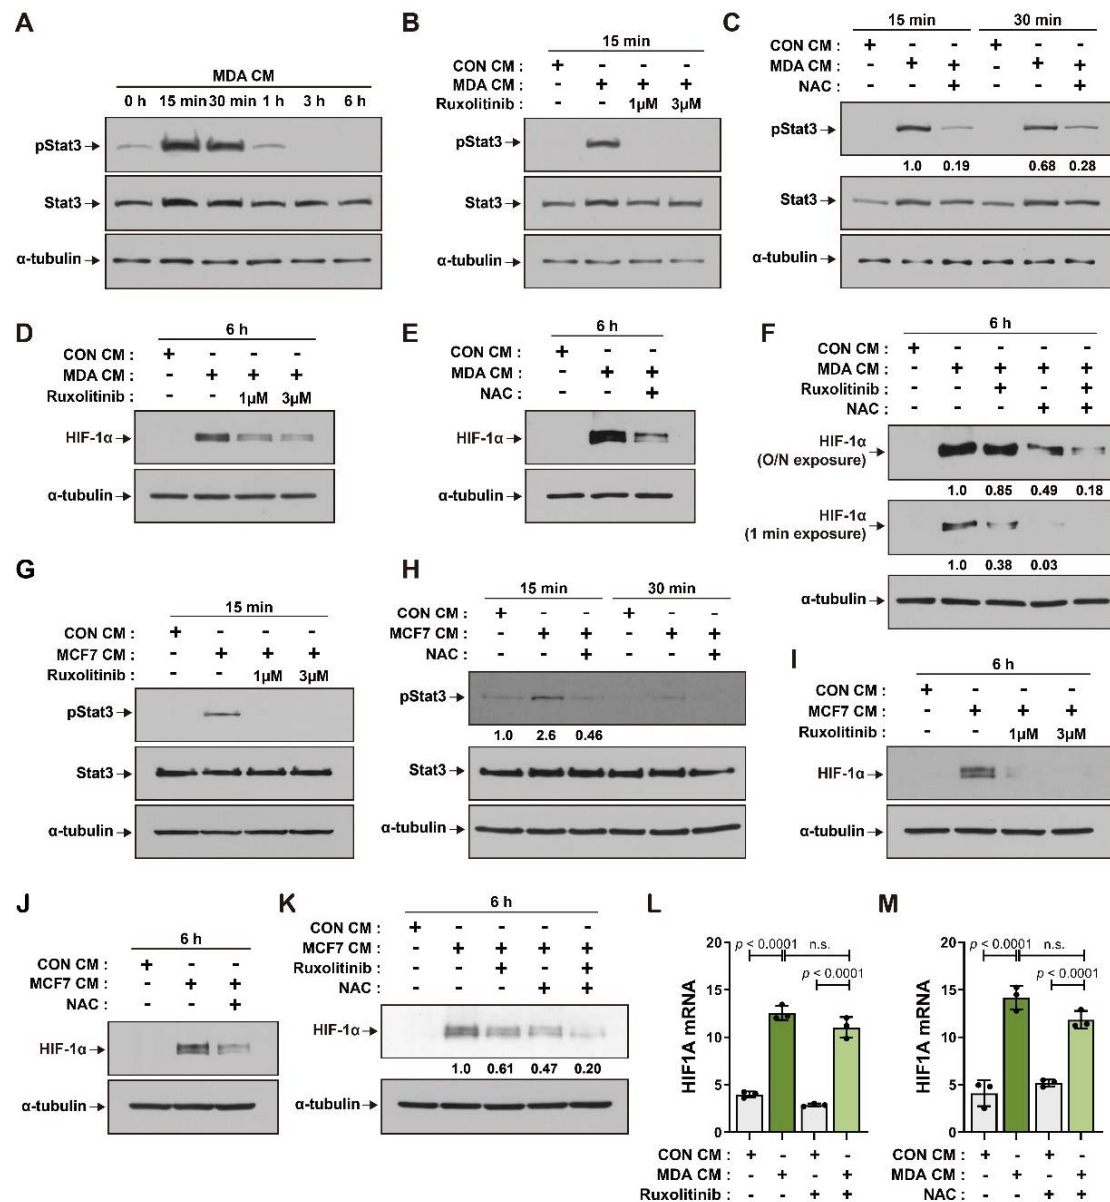 A
MDA CM
0 h 15 min 30 min 1 h 3 h 6 h
pStat3
Stat3
α-tubulin
B
15 min
CON CM : + - - -
MDA CM : - + + +
Ruxolitinib : - - 1μM 3μM
pStat3
Stat3
α-tubulin
C
15 min 30 min
CON CM : + - - + - -
MDA CM : - + + - + +
NAC : - - + - - +
pStat3
1.0 0.19 0.68 0.28
Stat3
α-tubulin
D
6 h
CON CM : + - - -
MDA CM : - + + +
Ruxolitinib : - - 1μM 3μM
HIF-1α
α-tubulin
E
6 h
CON CM : + - -
MDA CM : - + +
NAC : - - +
HIF-1α
α-tubulin
F
6 h
CON CM : + - - - -
MDA CM : - + + + +
Ruxolitinib : - - + - +
NAC : - - - + +
HIF-1α
(O/N exposure)
1.0 0.85 0.49 0.18
HIF-1α
(1 min exposure)
1.0 0.38 0.03
α-tubulin
G
15 min
CON CM : + - - -
MCF7 CM : - + + +
Ruxolitinib : - - 1μM 3μM
pStat3
Stat3
α-tubulin
H
15 min 30 min
CON CM : + - - + - -
MCF7 CM : - + + - + +
NAC : - - + - - +
pStat3
1.0 2.6 0.46
Stat3
α-tubulin
I
6 h
CON CM : + - - -
MCF7 CM : - + + +
Ruxolitinib : - - 1μM 3μM
HIF-1α
α-tubulin
J
6 h
CON CM : + - -
MCF7 CM : - + +
NAC : - - +
HIF-1α
α-tubulin
K
6 h
CON CM : + - - - -
MCF7 CM : - + + + +
Ruxolitinib : - - + - +
NAC : - - - + +
HIF-1α
1.0 0.61 0.47 0.20
α-tubulin
L
p < 0.0001 n.s.
p < 0.0001
HIF1A mRNA
20
15
10
5
0
CON CM : + - + -
MDA CM : - + - +
Ruxolitinib : - - + +
M
p < 0.0001 n.s.
p < 0.0001
HIF1A mRNA
20
15
10
5
0
CON CM : + - + -
MDA CM : - + - +
NAC : - - + +